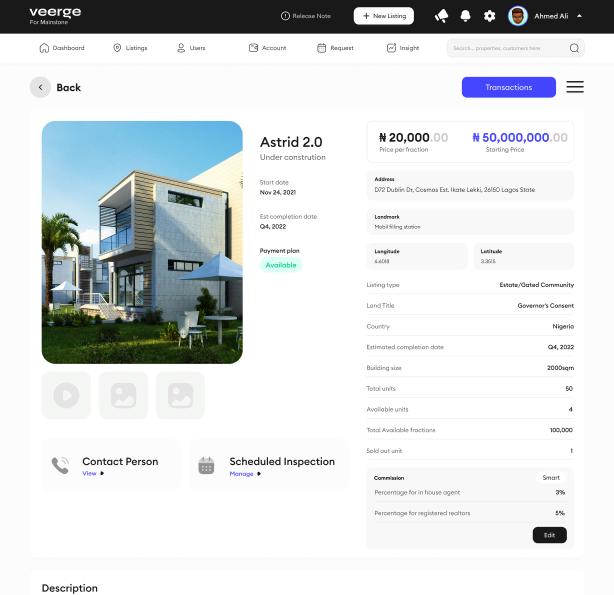 veerge
For Mainstone
Release Note
+ New Listing
Ahmed Ali
Dashboard
Listings
Users
Account
Request
Insight
Search... properties, customers here
Back
Transactions
Astrid 2.0
Under constrution
Start date
Nov 24, 2021
Est completion date
Q4, 2022
Payment plan
Available
₦ 20,000.00
Price per fraction
₦ 50,000,000.00
Starting Price
Address
D72 Dublin Dr, Cosmos Est. Ikate Lekki, 26150 Lagos State
Landmark
Mobil filling station
Longitude
6.6018
Latitude
3.3515
Listing type
Estate/Gated Community
Land Title
Governor's Consent
Country
Nigeria
Estimated completion date
Q4, 2022
Building size
2000sqm
Total units
50
Available units
4
Total Available fractions
100,000
Sold out unit
1
Contact Person
View
Scheduled Inspection
Manage
Commission
Smart
Percentage for in house agent
3%
Percentage for registered realtors
5%
Edit
Description